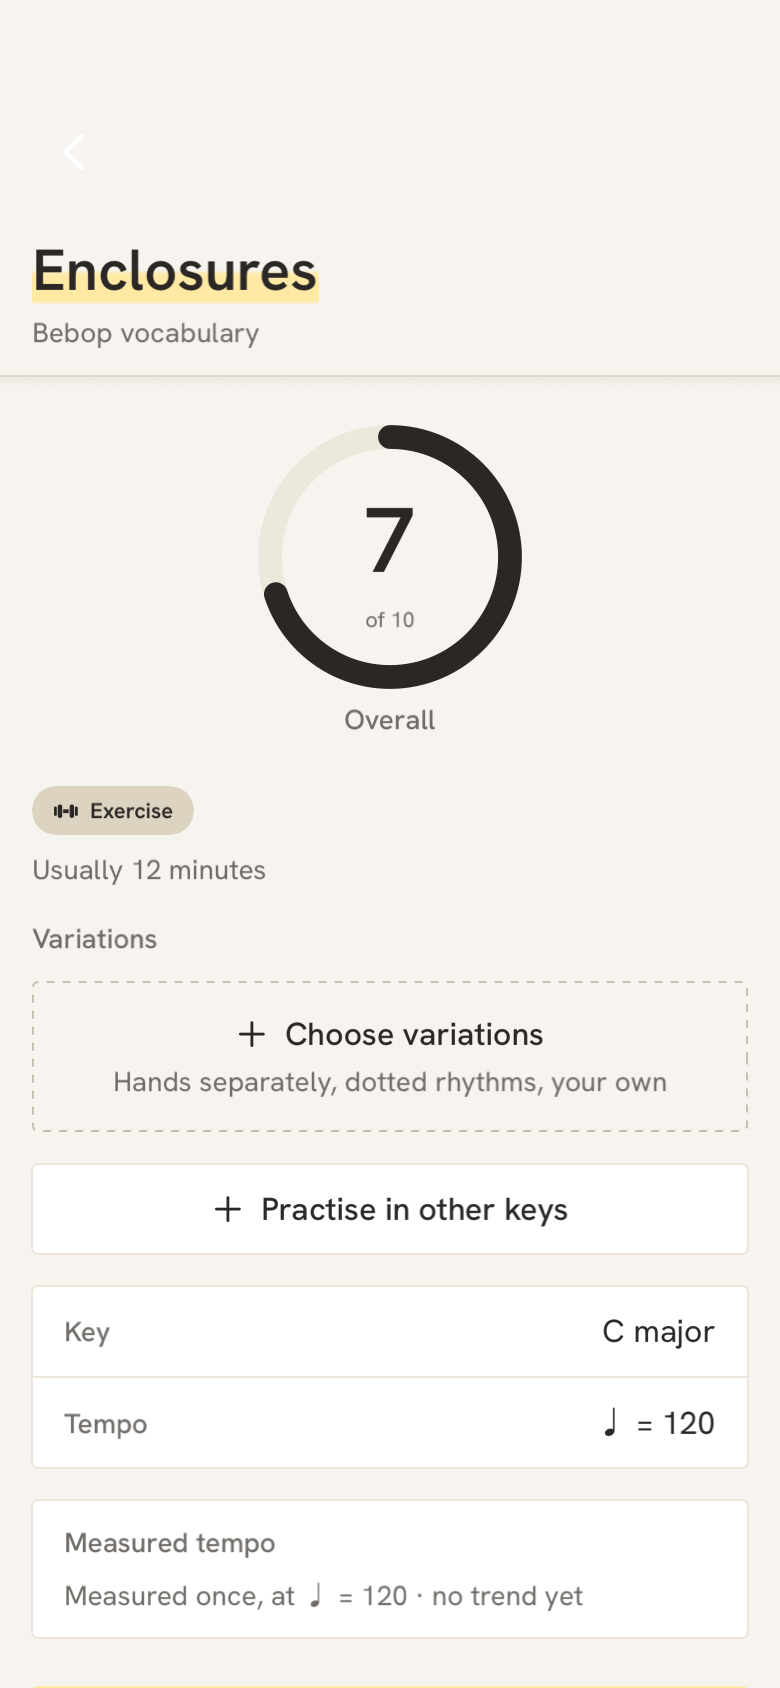 Enclosures
Bebop vocabulary
7
of 10
Overall
Exercise
Usually 12 minutes
Variations
+ Choose variations
Hands separately, dotted rhythms, your own
+ Practise in other keys
Key C major
Tempo ♩ = 120
Measured tempo
Measured once, at ♩ = 120 · no trend yet